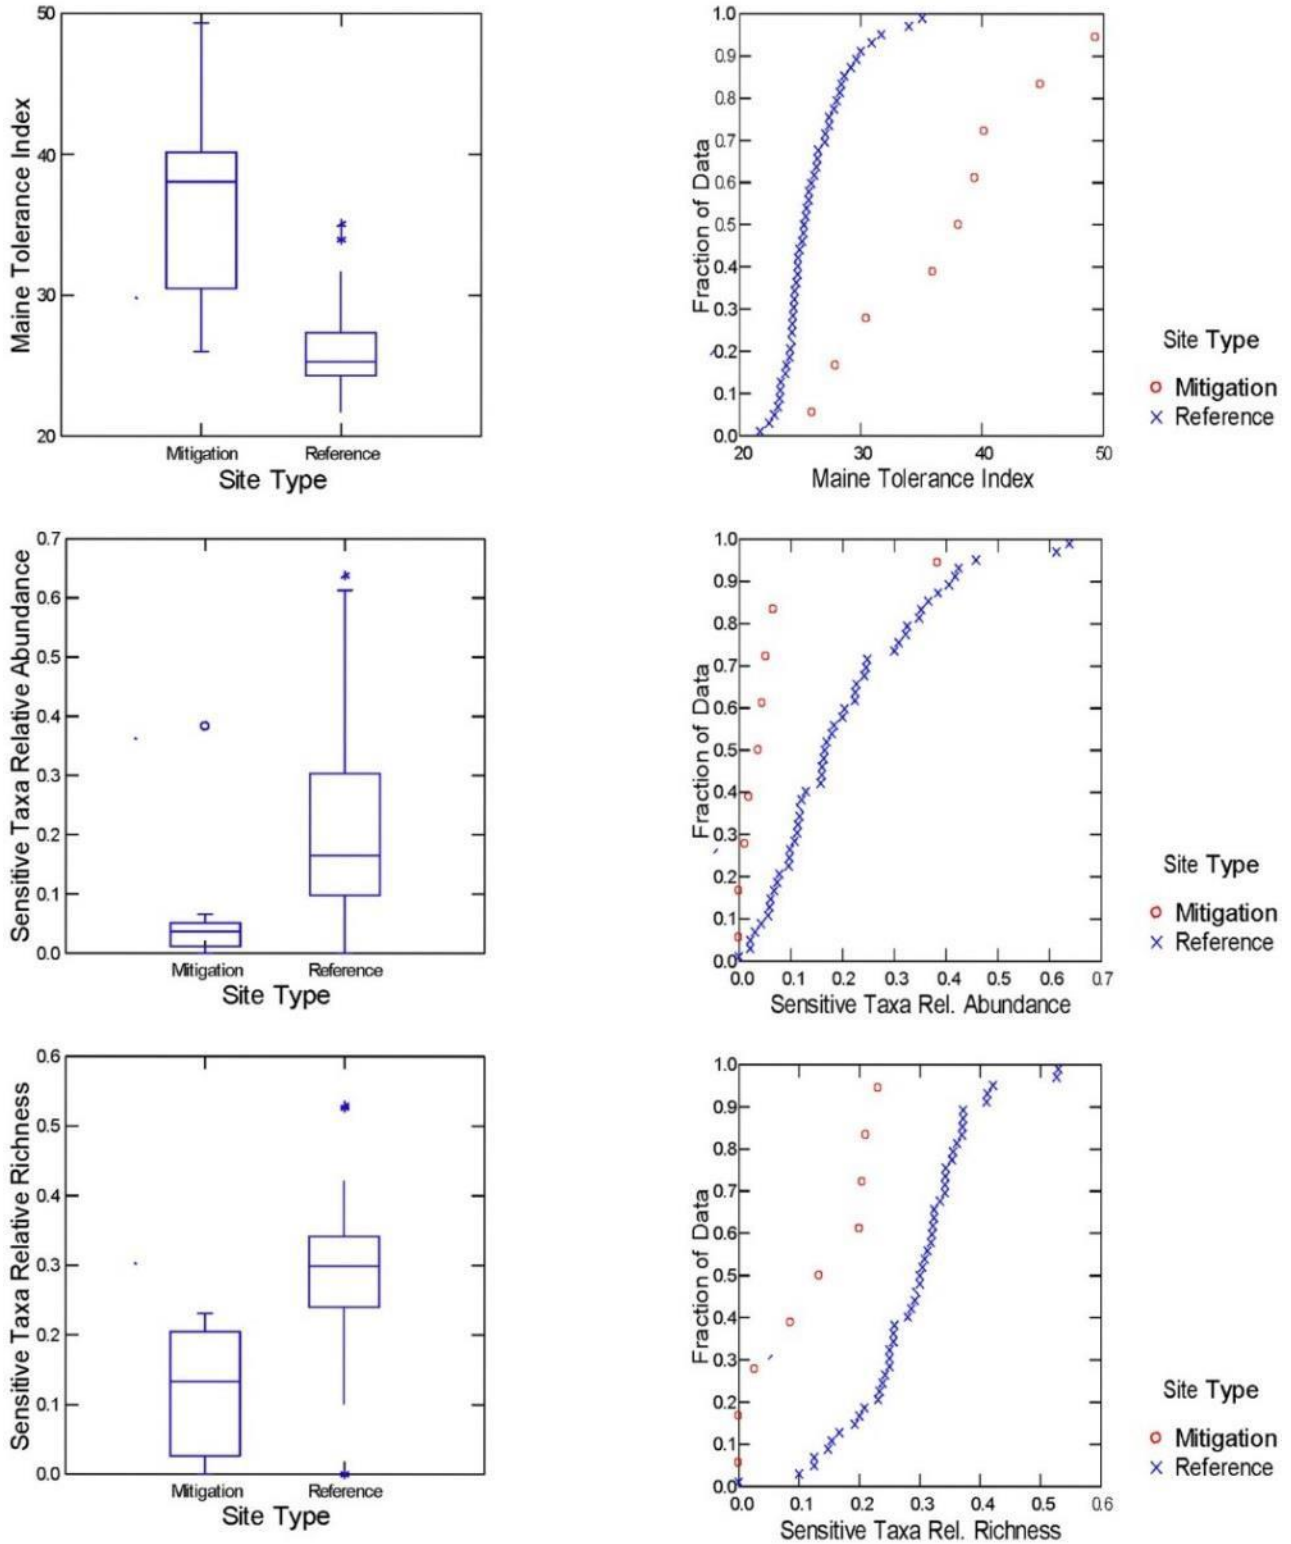 50
40
30
20
Maine Tolerance Index
Mitigation Reference
Site Type
1.0
0.9
0.8
0.7
0.6
0.5
0.4
0.3
0.2
0.1
0.0
Fraction of Data
20 30 40 50
Maine Tolerance Index
Site Type
Mitigation
Reference
0.7
0.6
0.5
0.4
0.3
0.2
0.1
0.0
Sensitive Taxa Relative Abundance
Mitigation Reference
Site Type
1.0
0.9
0.8
0.7
0.6
0.5
0.4
0.3
0.2
0.1
0.0
Fraction of Data
0.0 0.1 0.2 0.3 0.4 0.5 0.6 0.7
Sensitive Taxa Rel. Abundance
Site Type
Mitigation
Reference
0.6
0.5
0.4
0.3
0.2
0.1
0.0
Sensitive Taxa Relative Richness
Mitigation Reference
Site Type
1.0
0.9
0.8
0.7
0.6
0.5
0.4
0.3
0.2
0.1
0.0
Fraction of Data
0.0 0.1 0.2 0.3 0.4 0.5 0.6
Sensitive Taxa Rel. Richness
Site Type
Mitigation
Reference